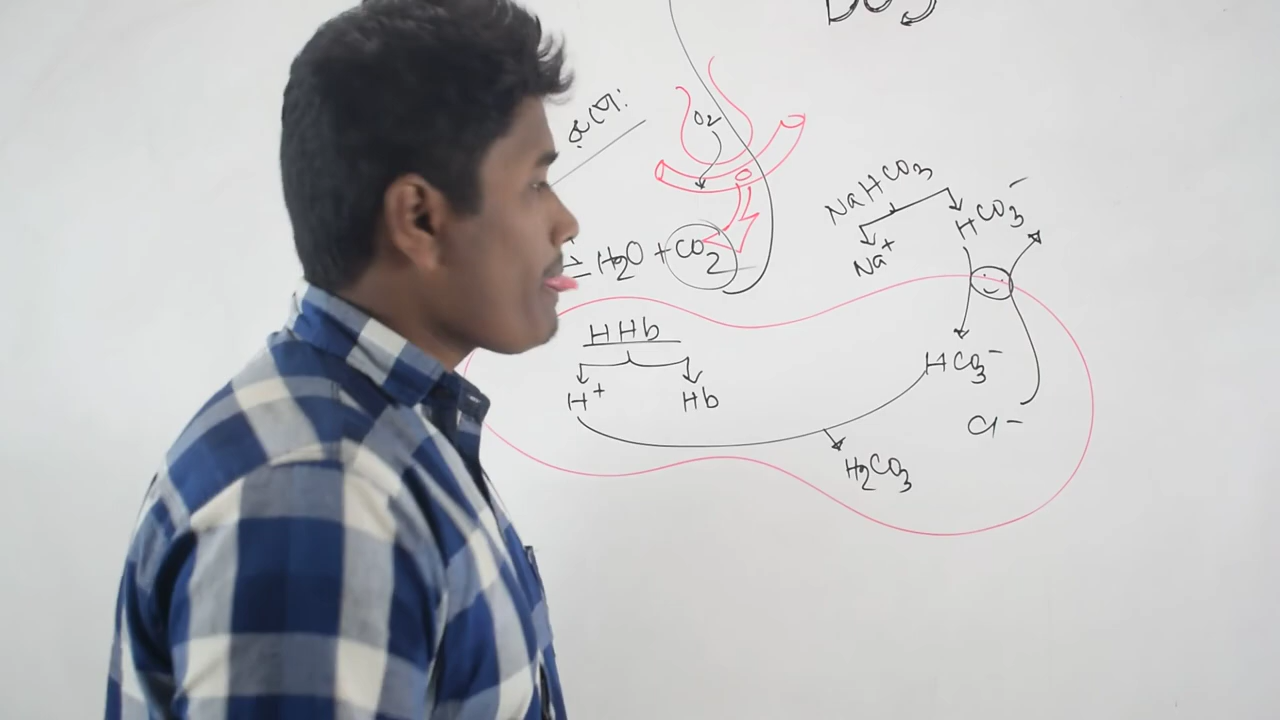 O2
NaHCO3
Na+
HCO3-
⇌ H2O + CO2
HHb
H+
Hb
HCO3-
Cl-
H2CO3